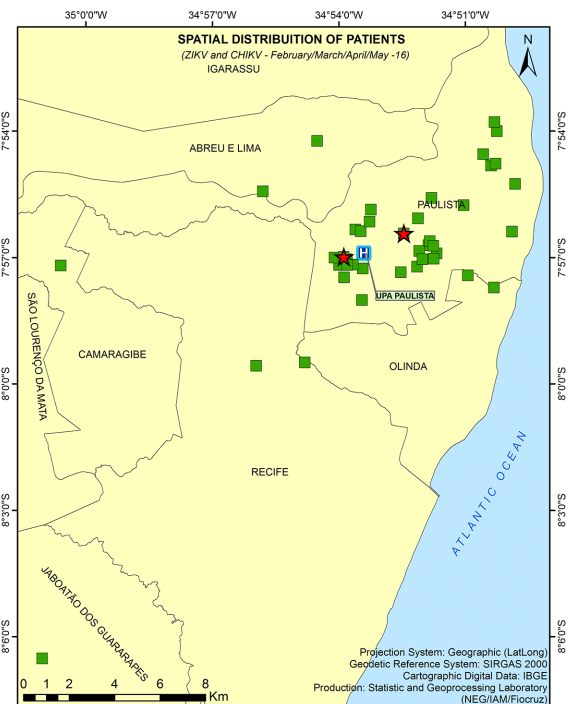 35°0'0"W 34°57'0"W 34°54'0"W 34°51'0"W
SPATIAL DISTRIBUITION OF PATIENTS
(ZIKV and CHIKV - February/March/April/May -16)
N
IGARASSU
7°54'0"S 7°54'0"S
ABREU E LIMA
PAULISTA
H
7°57'0"S 7°57'0"S
UPA PAULISTA
SÃO LOURENÇO DA MATA
CAMARAGIBE
OLINDA
8°0'0"S 8°0'0"S
RECIFE
ATLANTIC OCEAN
8°3'0"S 8°3'0"S
JABOATÃO DOS GUARARAPES
8°6'0"S 8°6'0"S
Projection System: Geographic (LatLong)
Geodetic Reference System: SIRGAS 2000
Cartographic Digital Data: IBGE
Production: Statistic and Geoprocessing Laboratory
(NEG/IAM/Fiocruz)
0 1 2 4 6 8
Km